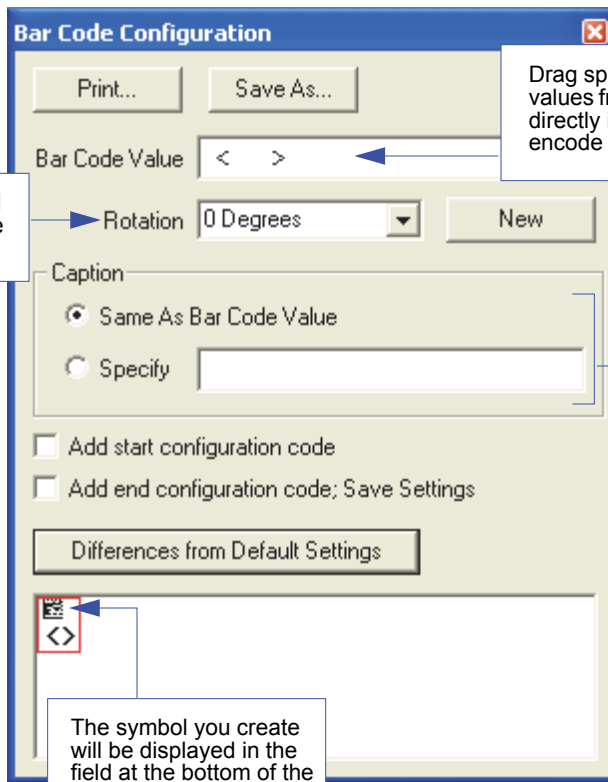 Bar Code Configuration
Print...
Save As...
Drag
values
directly
encode
Bar Code Value
< >
Rotation
0 Degrees
New
Caption
Same As Bar Code Value
Specify
Add start configuration code
Add end configuration code; Save Settings
Differences from Default Settings
<>
The symbol you create
will be displayed in the
field at the bottom of the